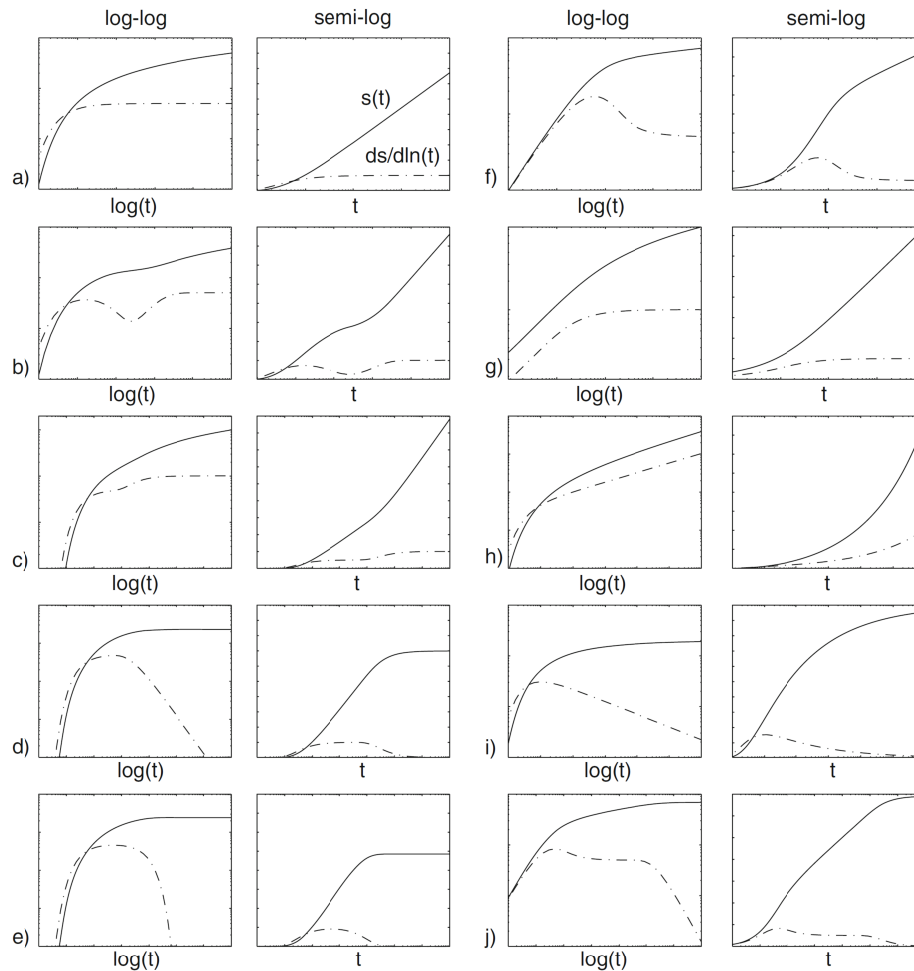 log-log semi-log log-log semi-log
a) s(t) ds/dln(t) f)
log(t) t log(t) t
b) g)
log(t) t log(t) t
c) h)
log(t) t log(t) t
d) i)
log(t) t log(t) t
e) j)
log(t) t log(t) t